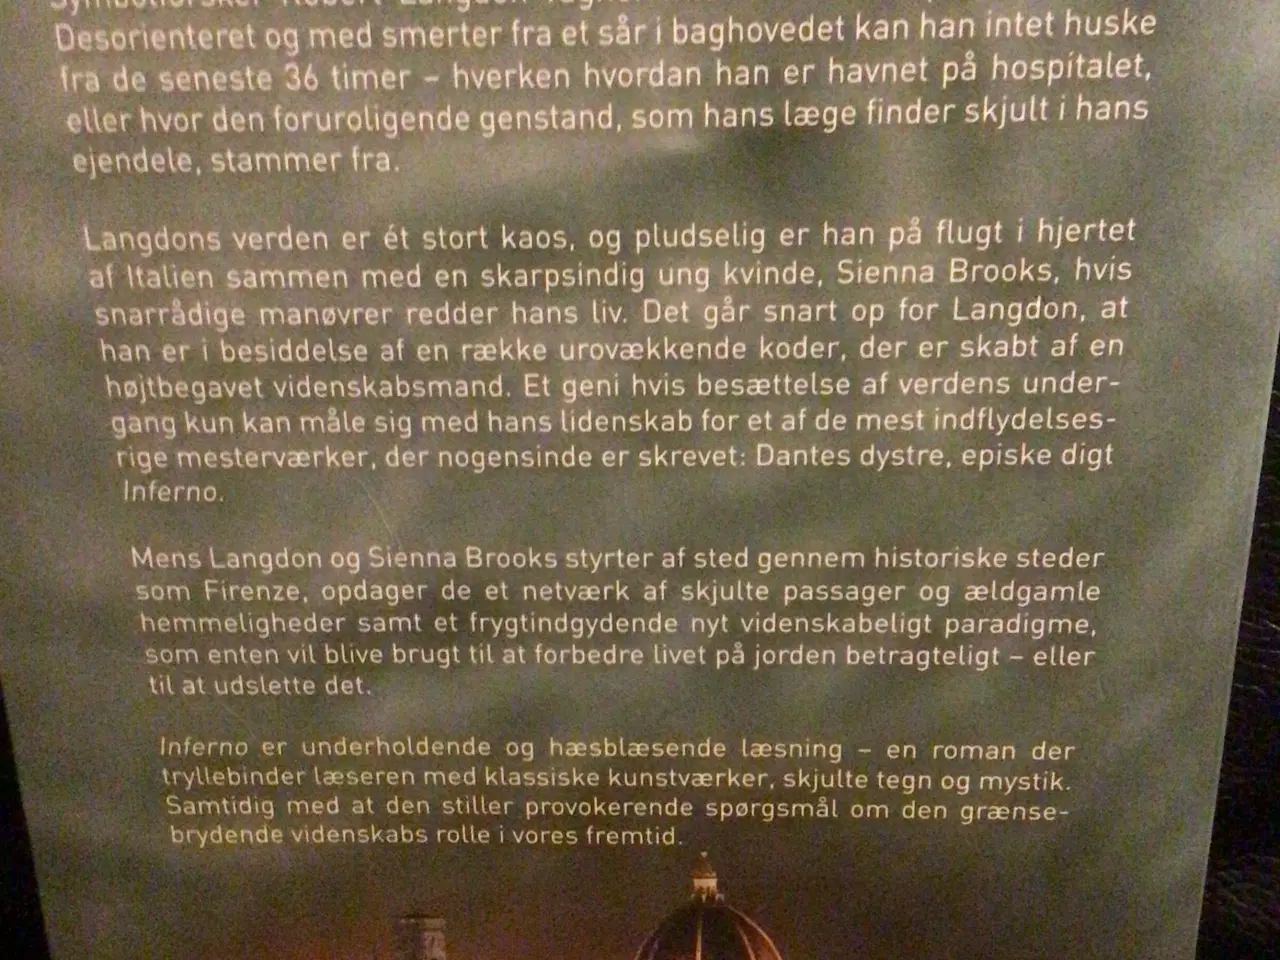 Desorienteret og med smerter fra et sår i baghovedet kan han intet huske
fra de seneste 36 timer – hverken hvordan han er havnet på hospitalet,
eller hvor den foruroligende genstand, som hans læge finder skjult i hans
ejendele, stammer fra.
Langdons verden er ét stort kaos, og pludselig er han på flugt i hjertet
af Italien sammen med en skarpsindig ung kvinde, Sienna Brooks, hvis
snarrådige manøvrer redder hans liv. Det går snart op for Langdon, at
han er i besiddelse af en række urovækkende koder, der er skabt af en
højtbegavet videnskabsmand. Et geni hvis besættelse af verdens under-
gang kun kan måle sig med hans lidenskab for et af de mest indflydelses-
rige mesterværker, der nogensinde er skrevet: Dantes dystre, episke digt
Inferno.
Mens Langdon og Sienna Brooks styrter af sted gennem historiske steder
som Firenze, opdager de et netværk af skjulte passager og ældgamle
hemmeligheder samt et frygtindgydende nyt videnskabeligt paradigme,
som enten vil blive brugt til at forbedre livet på jorden betragteligt – eller
til at udslette det.
Inferno er underholdende og hæsblæsende læsning – en roman der
tryllebinder læseren med klassiske kunstværker, skjulte tegn og mystik.
Samtidig med at den stiller provokerende spørgsmål om den grænse-
brydende videnskabs rolle i vores fremtid.